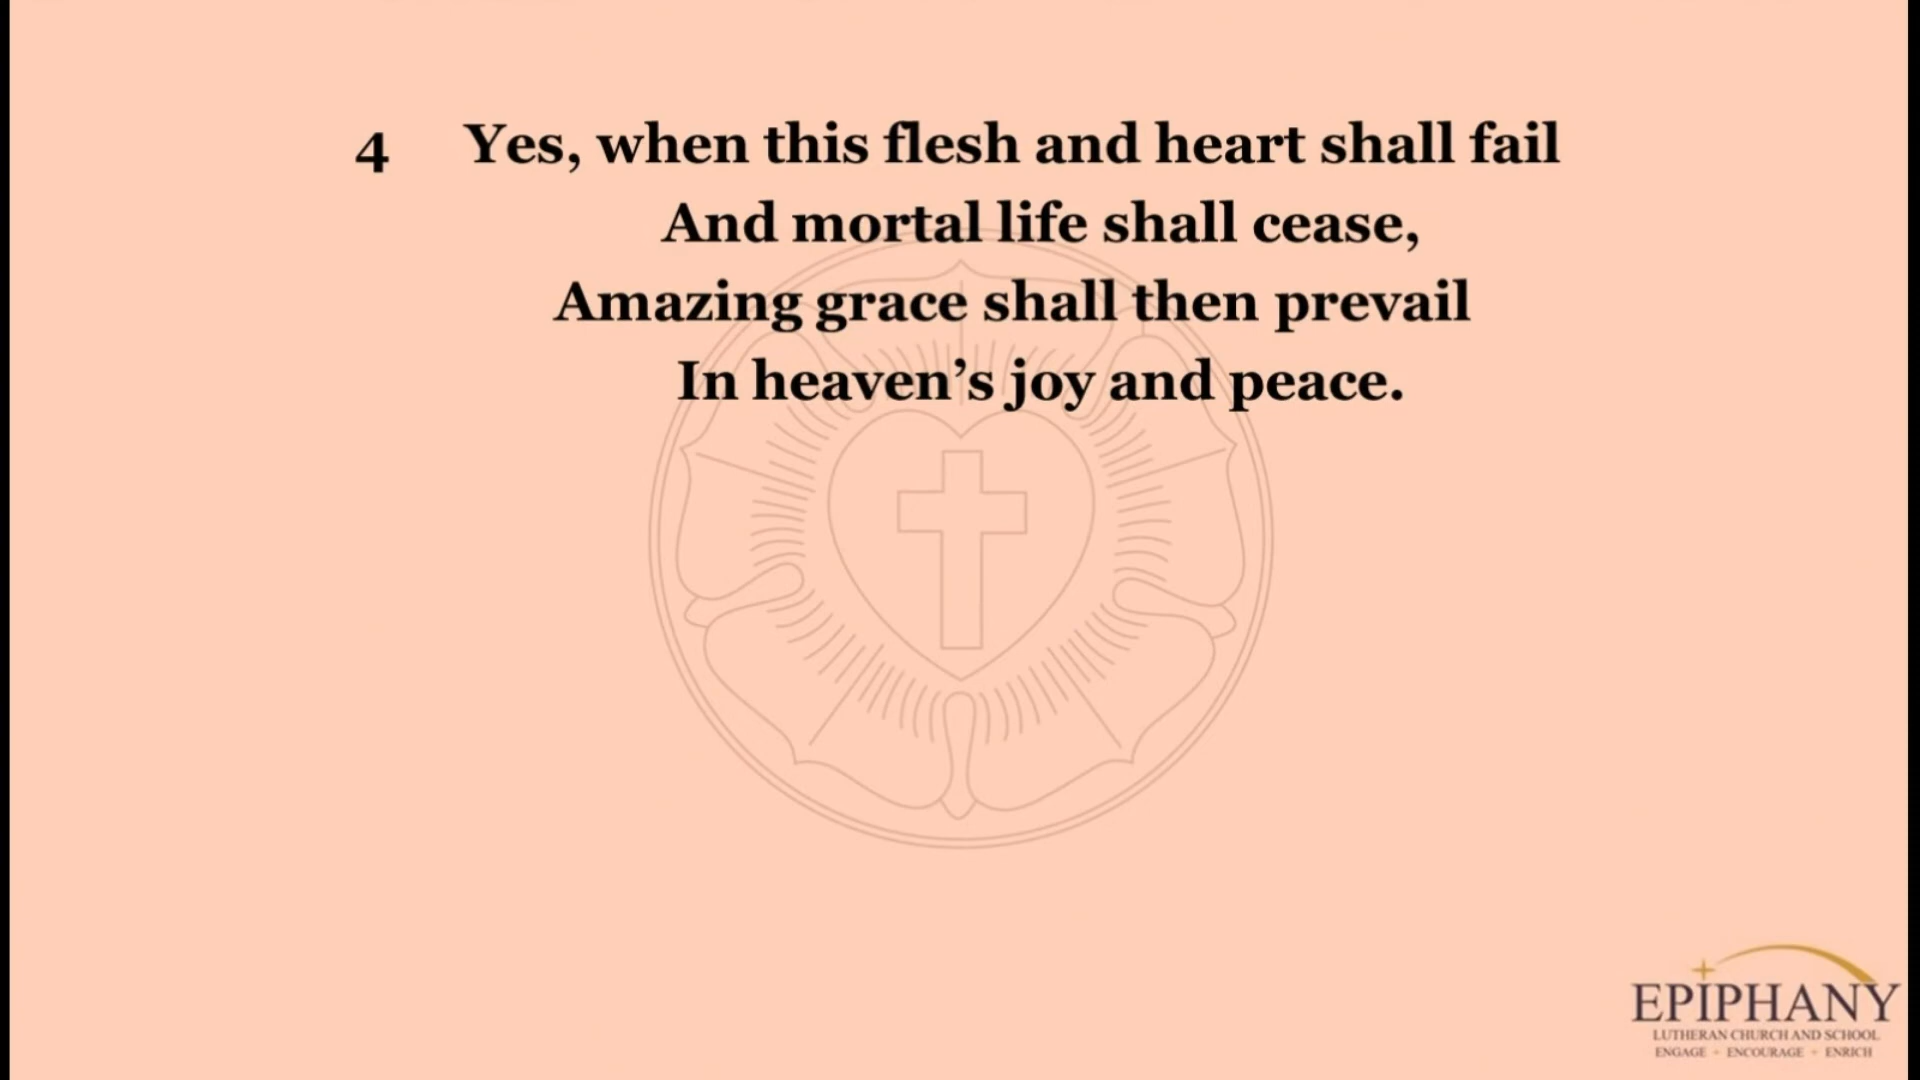 4 Yes, when this flesh and heart shall fail
And mortal life shall cease,
Amazing grace shall then prevail
In heaven’s joy and peace.
EPIPHANY
LUTHERAN CHURCH AND SCHOOL
ENGAGE + ENCOURAGE + ENRICH